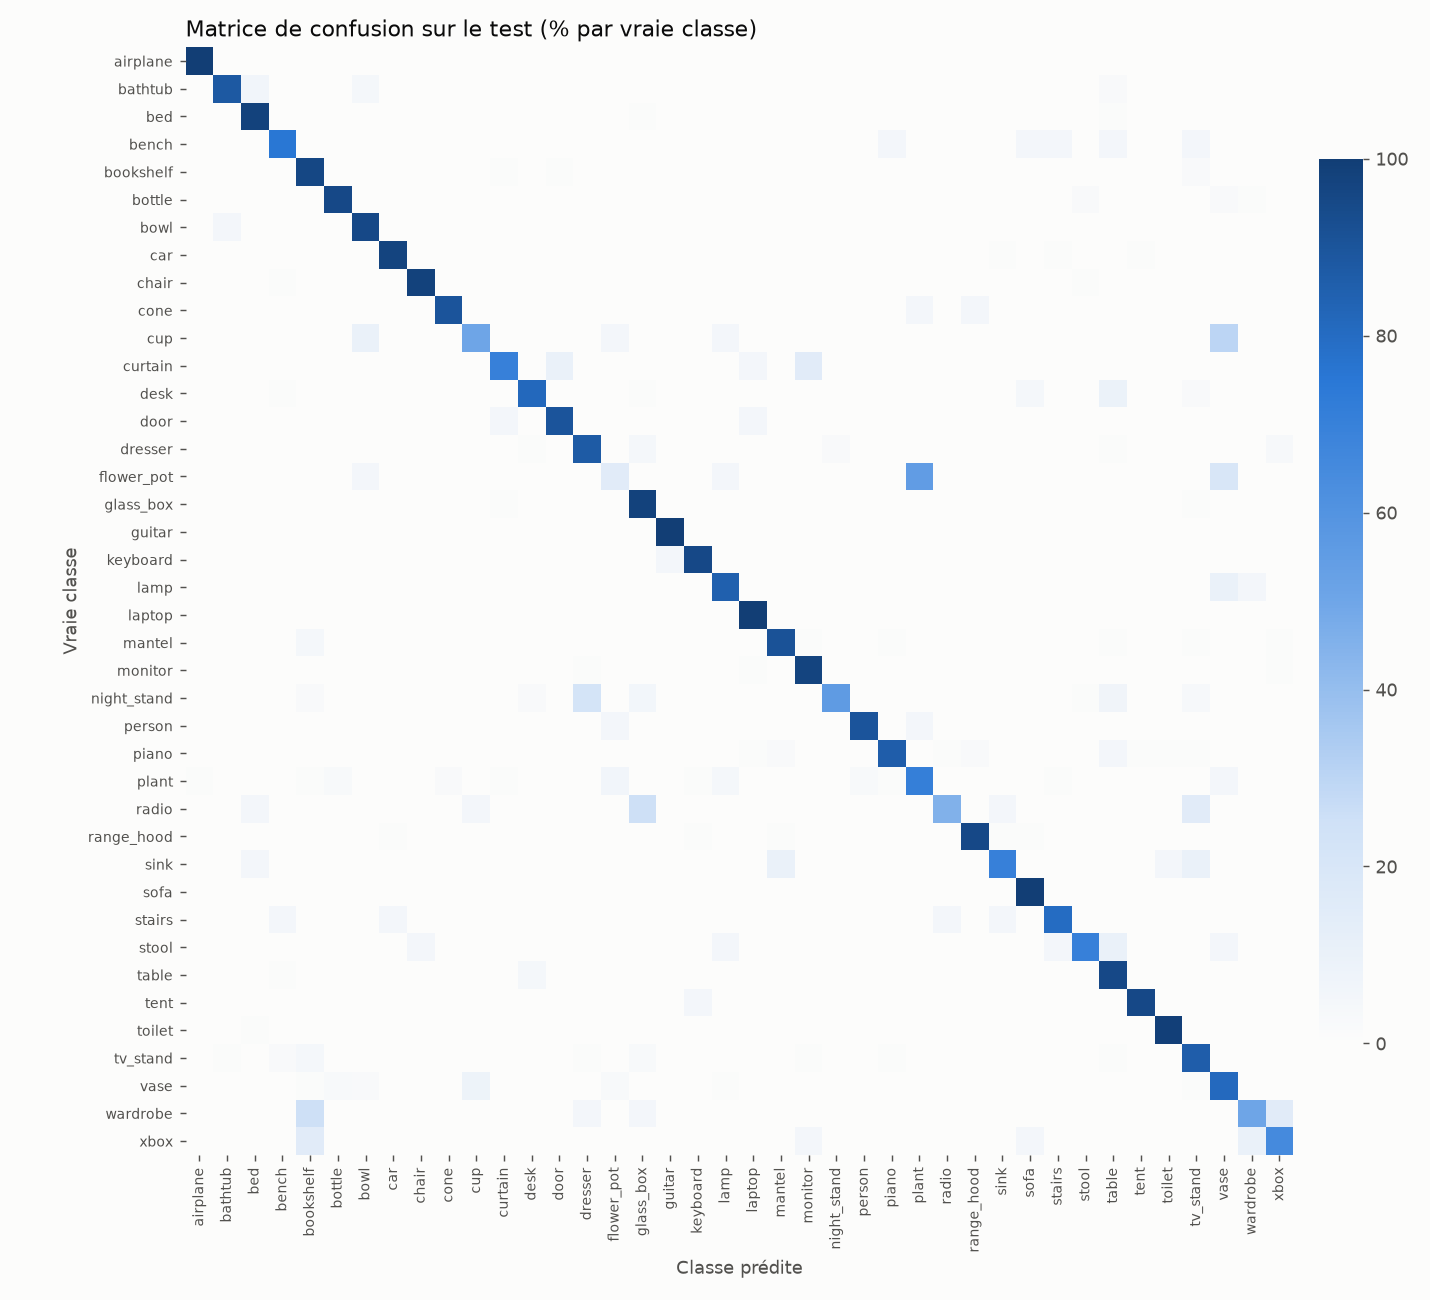 Matrice de confusion sur le test (% par vraie classe)
airplane
bathtub
bed
bench
bookshelf
bottle
bowl
car
chair
cone
cup
curtain
desk
door
dresser
flower_pot
glass_box
guitar
keyboard
lamp
laptop
mantel
monitor
night_stand
person
piano
plant
radio
range_hood
sink
sofa
stairs
stool
table
tent
toilet
tv_stand
vase
wardrobe
xbox
Vraie classe
airplane
bathtub
bed
bench
bookshelf
bottle
bowl
car
chair
cone
cup
curtain
desk
door
dresser
flower_pot
glass_box
guitar
keyboard
lamp
laptop
mantel
monitor
night_stand
person
piano
plant
radio
range_hood
sink
sofa
stairs
stool
table
tent
toilet
tv_stand
vase
wardrobe
xbox
Classe prédite
100
80
60
40
20
0